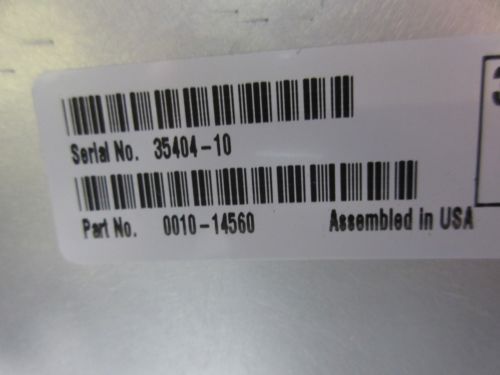 Serial No. 35404-10
Part No. 0010-14560 Assembled in USA